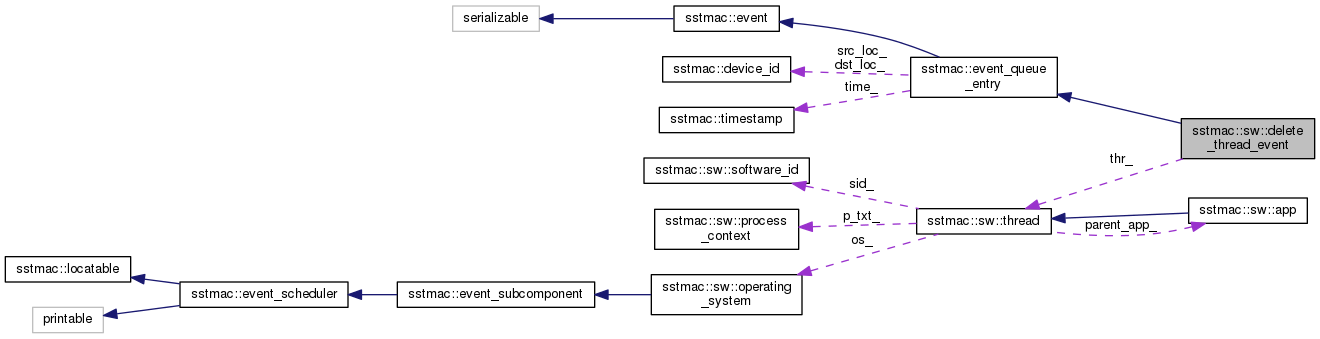 serializable
sstmac::event
src_loc_
dst_loc_
sstmac::device_id
sstmac::event_queue
_entry
time_
sstmac::timestamp
sstmac::sw::delete
_thread_event
thr_
sstmac::sw::software_id
sid_
sstmac::sw::process
_context
p_txt_
sstmac::sw::thread
sstmac::sw::app
parent_app_
os_
sstmac::locatable
sstmac::event_scheduler
sstmac::event_subcomponent
sstmac::sw::operating
_system
printable